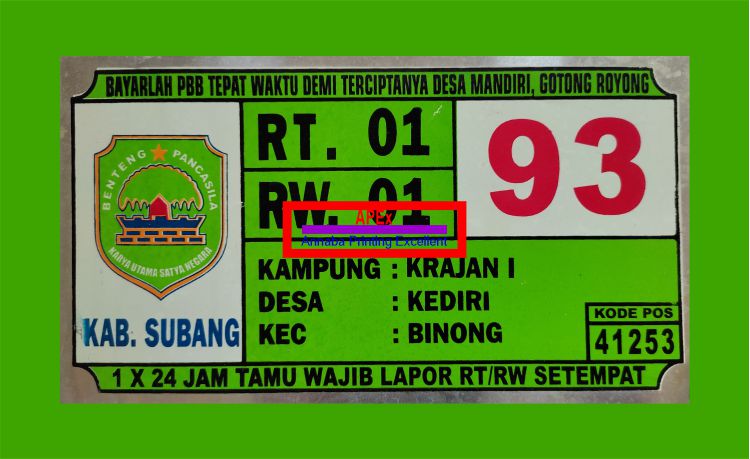 BAYARLAH PBB TEPAT WAKTU DEMI TERCIPTANYA DESA MANDIRI, GOTONG ROYONG
BENTENG PANCASILA
KARYA UTAMA SATYA NEGARA
KAB. SUBANG
RT. 01
RW. 01
93
APEx
Annaba Printing Excellent
KAMPUNG : KRAJAN I
DESA : KEDIRI
KEC : BINONG
KODE POS
41253
1 X 24 JAM TAMU WAJIB LAPOR RT/RW SETEMPAT